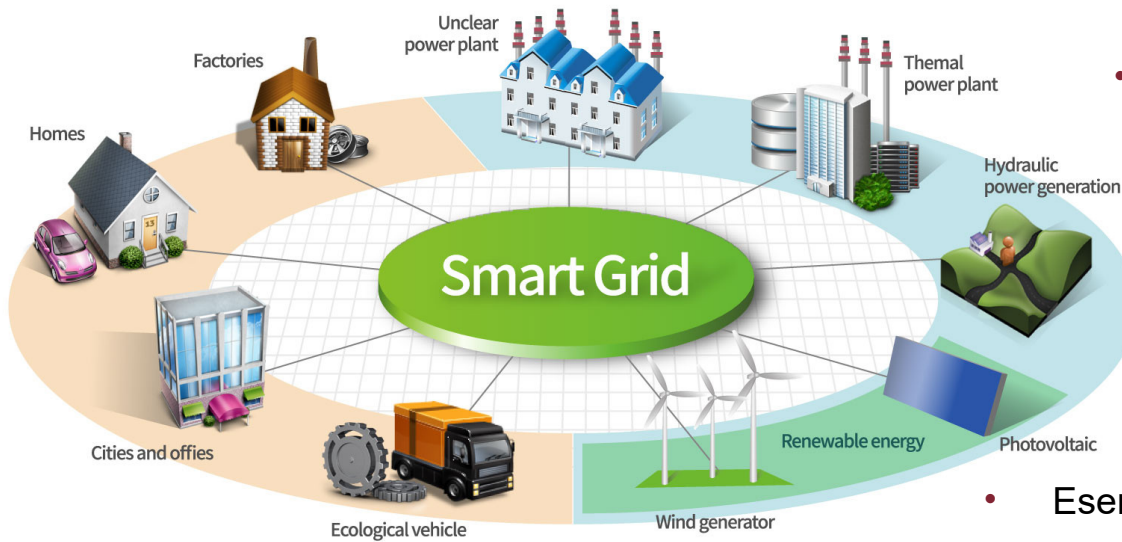 Unclear
power plant
Factories
Themal
power plant
Homes
Hydraulic
power generation
Smart Grid
Cities and offies
Renewable energy
Photovoltaic
Ecological vehicle
Wind generator
• Eser